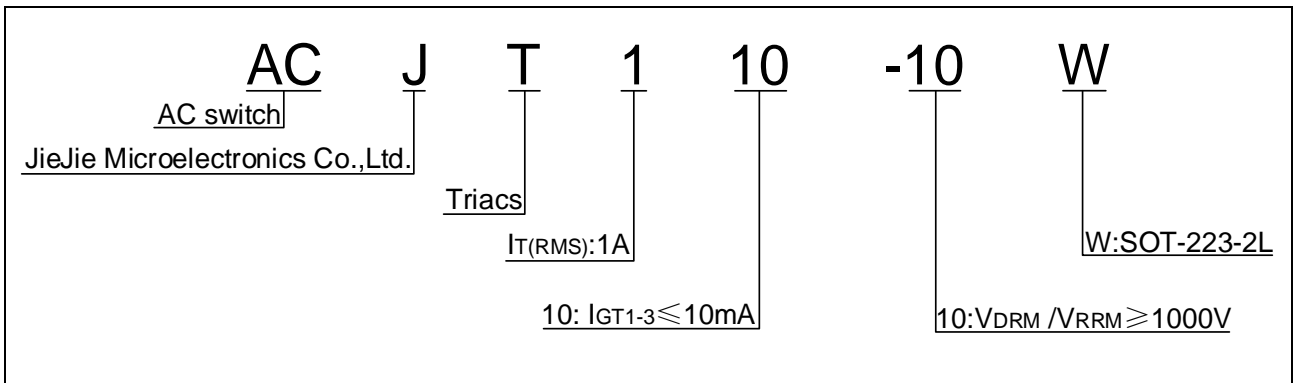 AC J T 1 10 -10 W
AC switch
JieJie Microelectronics Co.,Ltd.
Triacs
IT(RMS):1A
W:SOT-223-2L
10: IGT1-3≤10mA
10:VDRM /VRRM≥1000V